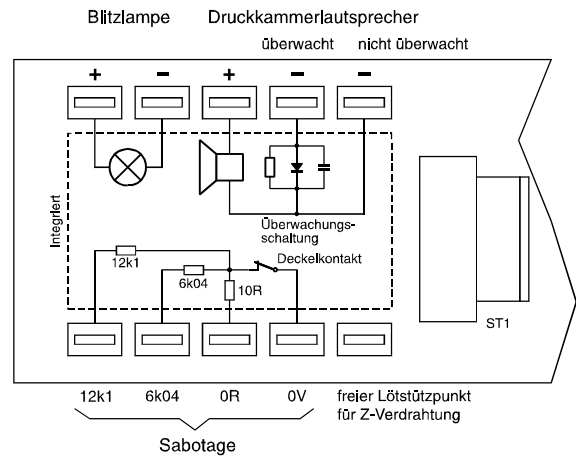 Blitzlampe Druckkammerlautsprecher
überwacht nicht überwacht
+ − + − −
Integriert
Überwachungs-
schaltung
Deckelkontakt
12k1
6k04
10R
ST1
12k1 6k04 0R 0V freier Lötstützpunkt
für Z-Verdrahtung
Sabotage